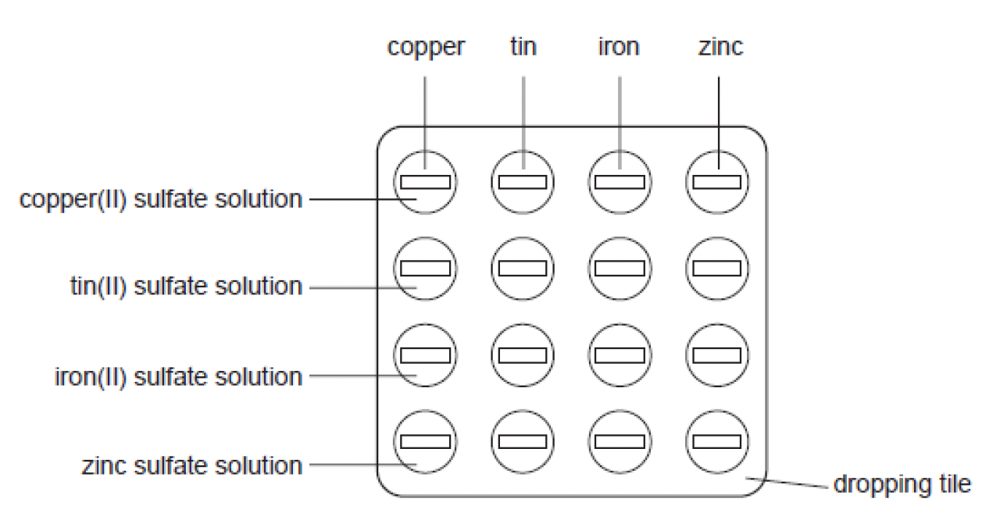 copper tin iron zinc
copper(II) sulfate solution
tin(II) sulfate solution
iron(II) sulfate solution
zinc sulfate solution
dropping tile